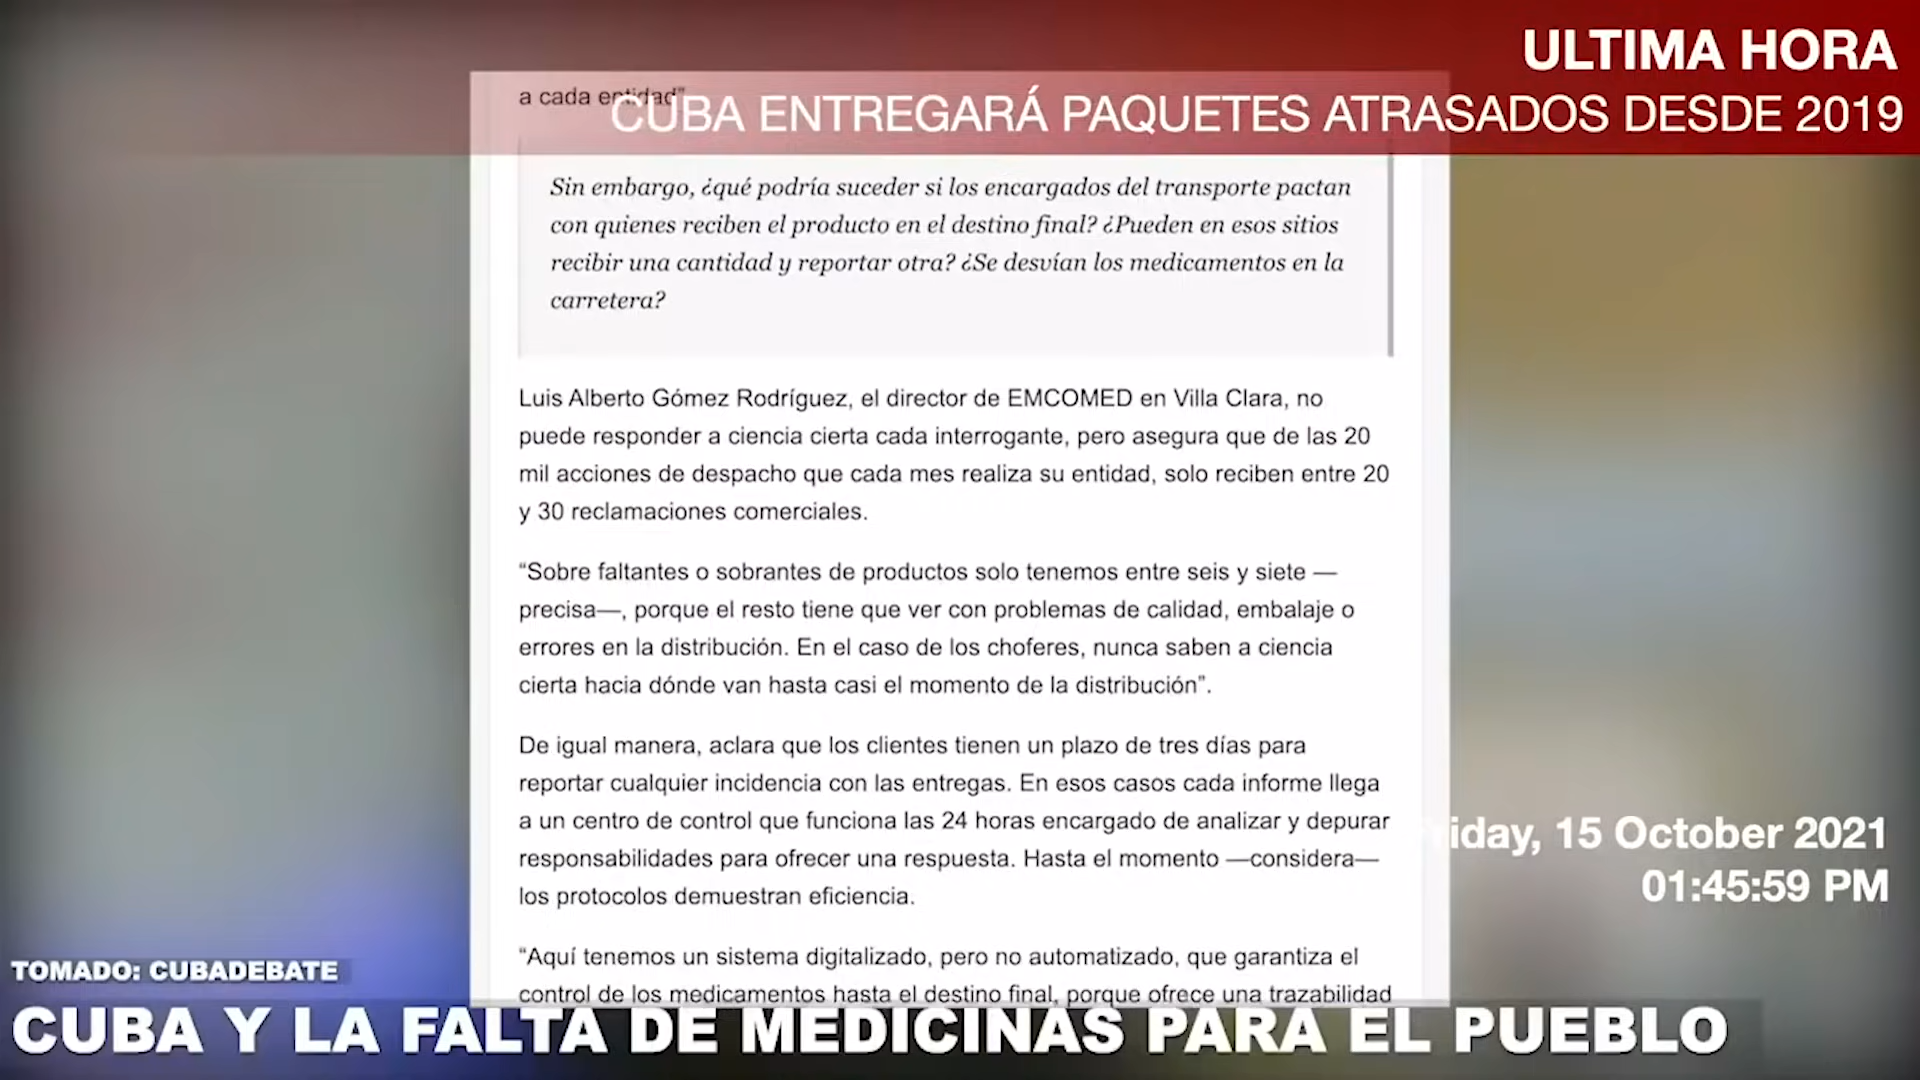 ULTIMA HORA
CUBA ENTREGARÁ PAQUETES ATRASADOS DESDE 2019
a cada entidad"
Sin embargo, ¿qué podría suceder si los encargados del transporte pactan
con quienes reciben el producto en el destino final? ¿Pueden en esos sitios
recibir una cantidad y reportar otra? ¿Se desvían los medicamentos en la
carretera?
Luis Alberto Gómez Rodríguez, el director de EMCOMED en Villa Clara, no
puede responder a ciencia cierta cada interrogante, pero asegura que de las 20
mil acciones de despacho que cada mes realiza su entidad, solo reciben entre 20
y 30 reclamaciones comerciales.
“Sobre faltantes o sobrantes de productos solo tenemos entre seis y siete —
precisa—, porque el resto tiene que ver con problemas de calidad, embalaje o
errores en la distribución. En el caso de los choferes, nunca saben a ciencia
cierta hacia dónde van hasta casi el momento de la distribución”.
De igual manera, aclara que los clientes tienen un plazo de tres días para
reportar cualquier incidencia con las entregas. En esos casos cada informe llega
a un centro de control que funciona las 24 horas encargado de analizar y depurar
responsabilidades para ofrecer una respuesta. Hasta el momento —considera—
los protocolos demuestran eficiencia.
“Aquí tenemos un sistema digitalizado, pero no automatizado, que garantiza el
control de los medicamentos hasta el destino final, porque ofrece una trazabilidad
Friday, 15 October 2021
01:45:59 PM
TOMADO: CUBADEBATE
CUBA Y LA FALTA DE MEDICINAS PARA EL PUEBLO